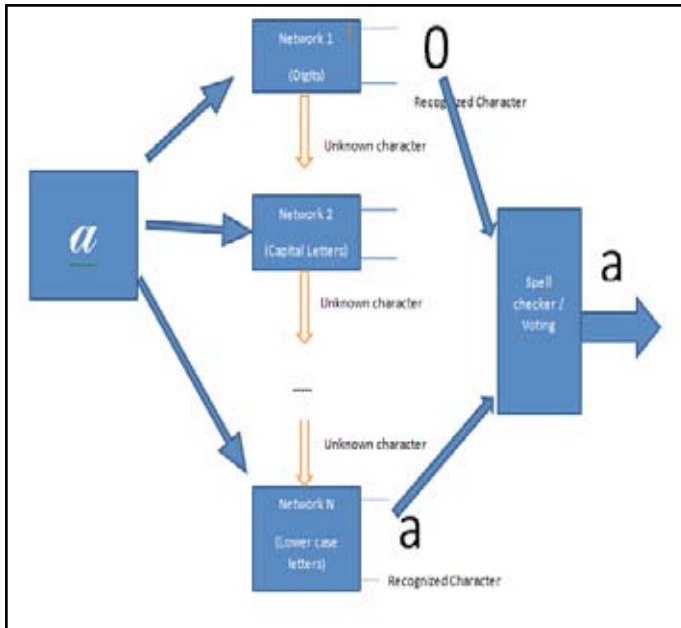 Network 1
(Digits)
0
Recognized Character
Unknown character
a
Network 2
(Capital Letters)
Unknown character
Spell
checker /
Voting
a
-----
Unknown character
Network N
(Lower case
letters)
a
Recognized Character